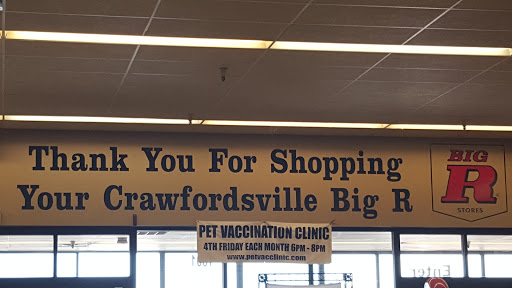 Thank You For Shopping
Your Crawfordsville Big R
BIG
R
STORES
PET VACCINATION CLINIC
4TH FRIDAY EACH MONTH 6PM - 8PM
www.petvacclinic.com
1661
Enter